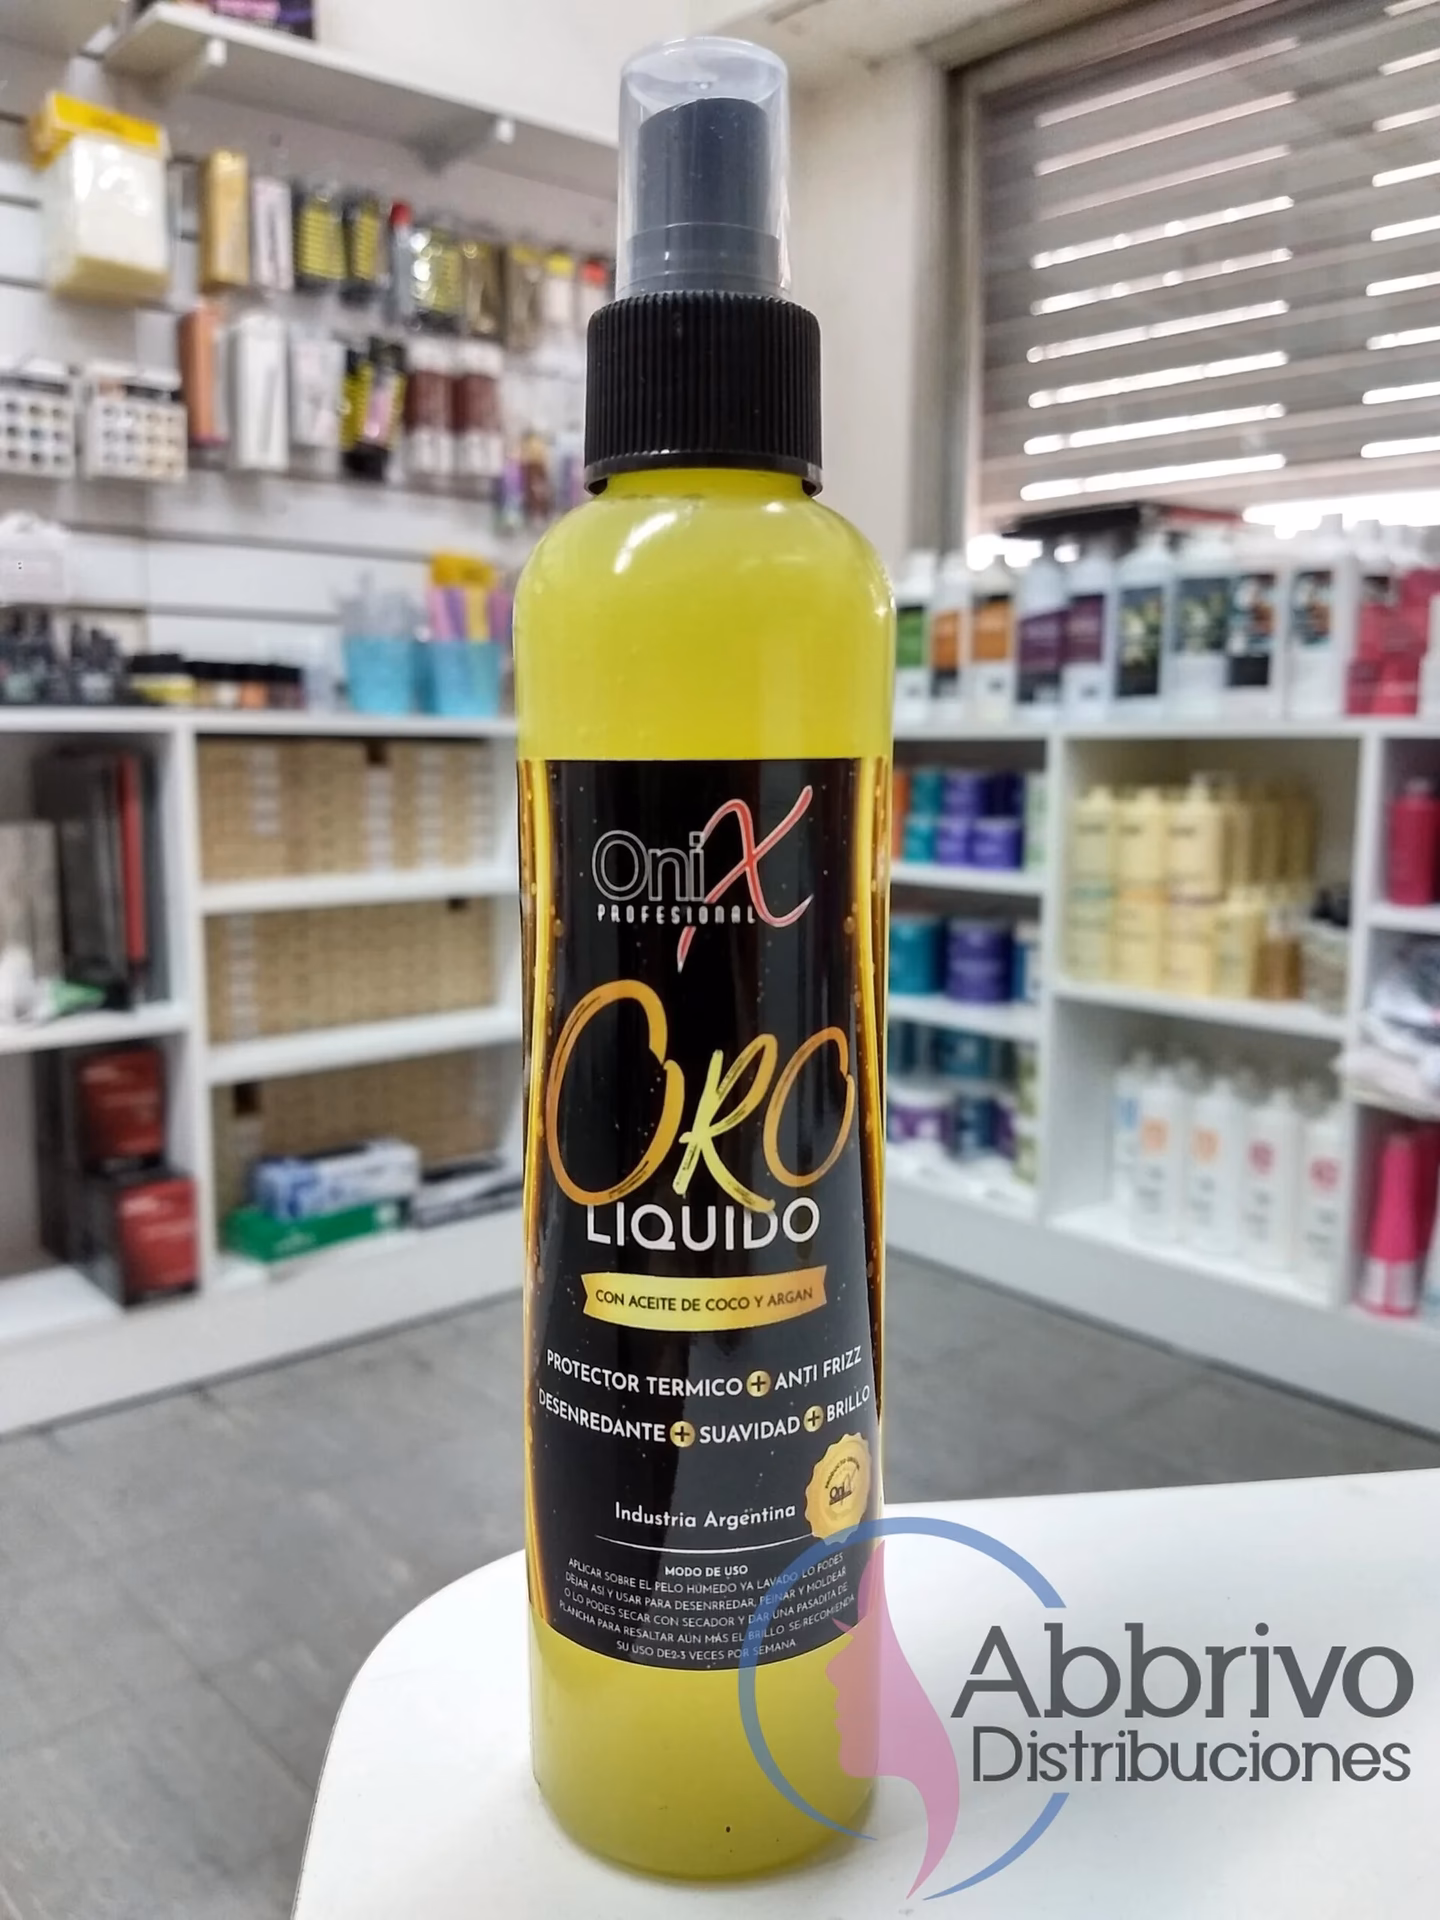 OniX
PROFESIONAL
ORO
LIQUIDO
CON ACEITE DE COCO Y ARGAN
PROTECTOR TERMICO + ANTI FRIZZ
DESENREDANTE + SUAVIDAD + BRILLO
OniX
Industria Argentina
MODO DE USO
APLICAR SOBRE EL PELO HÚMEDO YA LAVADO. LO PODES
DEJAR ASÍ Y USAR PARA DESENRREDAR, PEINAR Y MOLDEAR
O LO PODES SECAR CON SECADOR Y DAR UNA PASADITA DE
PLANCHA PARA RESALTAR AÚN MÁS EL BRILLO. SE RECOMIENDA
SU USO DE2-3 VECES POR SEMANA
Abbrivo
Distribuciones